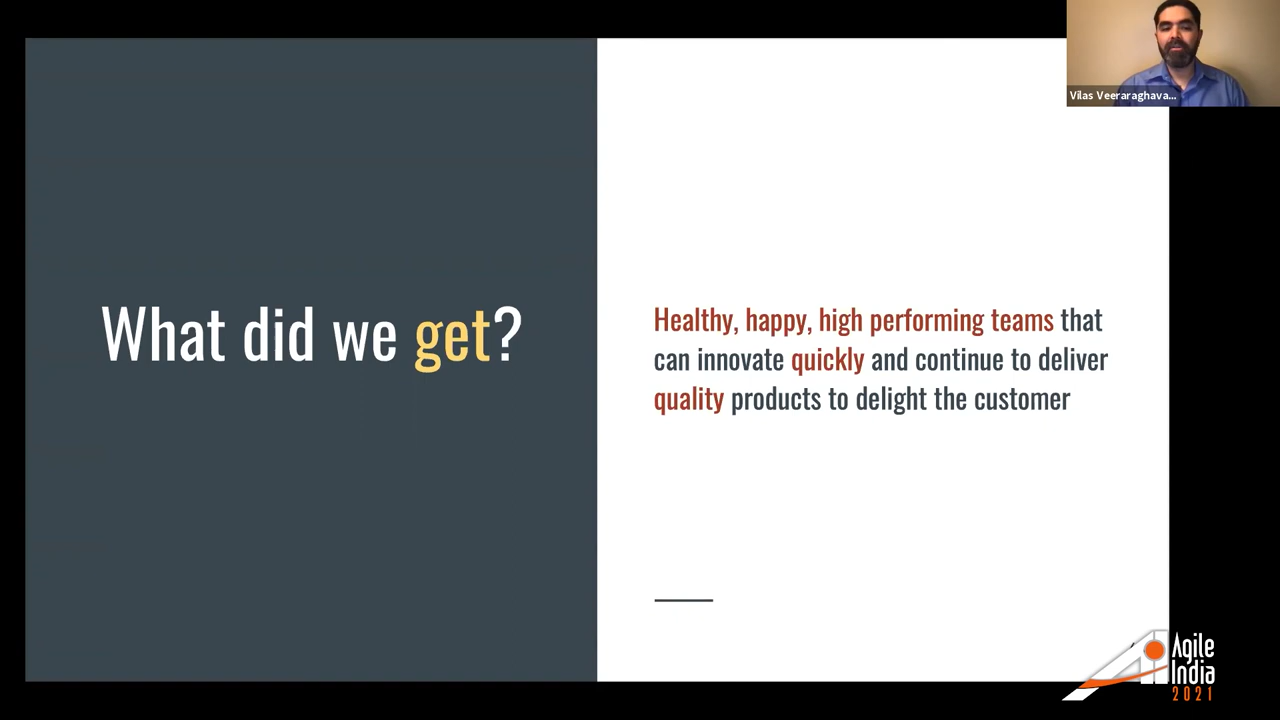 Vilas Veeraraghava...
What did we get?
Healthy, happy, high performing teams that
can innovate quickly and continue to deliver
quality products to delight the customer
Agile
India
2021